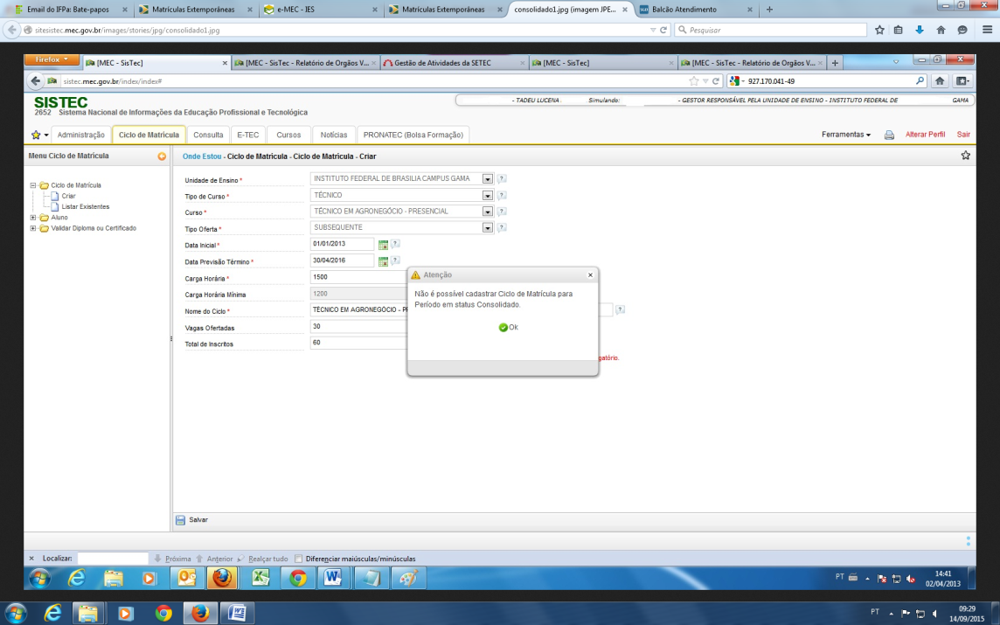 Email do IFPa: Bate-papos × Matrículas Extemporâneas × e-MEC - IES × Matrículas Extemporâneas × consolidado1.jpg (imagem JPE... × Balcão Atendimento × +
sitesistec.mec.gov.br/images/stories/jpg/consolidado1.jpg Pesquisar
Firefox [MEC - SisTec] × [MEC - SisTec - Relatório de Orgãos V... × Gestão de Atividades da SETEC × [MEC - SisTec] × [MEC - SisTec - Relatório de Orgãos V... × +
sistec.mec.gov.br/index/index# 927.170.041-49
SISTEC
2652 Sistema Nacional de Informações da Educação Profissional e Tecnológica
- TADEU LUCENA Simulando: - GESTOR RESPONSÁVEL PELA UNIDADE DE ENSINO - INSTITUTO FEDERAL DE GAMA
Administração Ciclo de Matrícula Consulta E-TEC Cursos Notícias PRONATEC (Bolsa Formação) Ferramentas Alterar Perfil Sair
Menu Ciclo de Matrícula
Onde Estou - Ciclo de Matrícula - Ciclo de Matrícula - Criar
Ciclo de Matrícula
Criar
Listar Existentes
Aluno
Validar Diploma ou Certificado
Unidade de Ensino * INSTITUTO FEDERAL DE BRASILIA CAMPUS GAMA
Tipo de Curso * TÉCNICO
Curso * TÉCNICO EM AGRONEGÓCIO - PRESENCIAL
Tipo Oferta * SUBSEQUENTE
Data Inicial * 01/01/2013
Data Previsão Término * 30/04/2016
Carga Horária * 1500
Carga Horária Mínima 1200
Nome do Ciclo * TÉCNICO EM AGRONEGÓCIO - P
Vagas Ofertadas 30
Total de Inscritos 60
gatório.
Atenção ×
Não é possível cadastrar Ciclo de Matrícula para
Período em status Consolidado.
Ok
Salvar
× Localizar: Próxima Anterior Realçar tudo Diferenciar maiúsculas/minúsculas
PT 14:41
02/04/2013
PT 09:29
14/09/2015